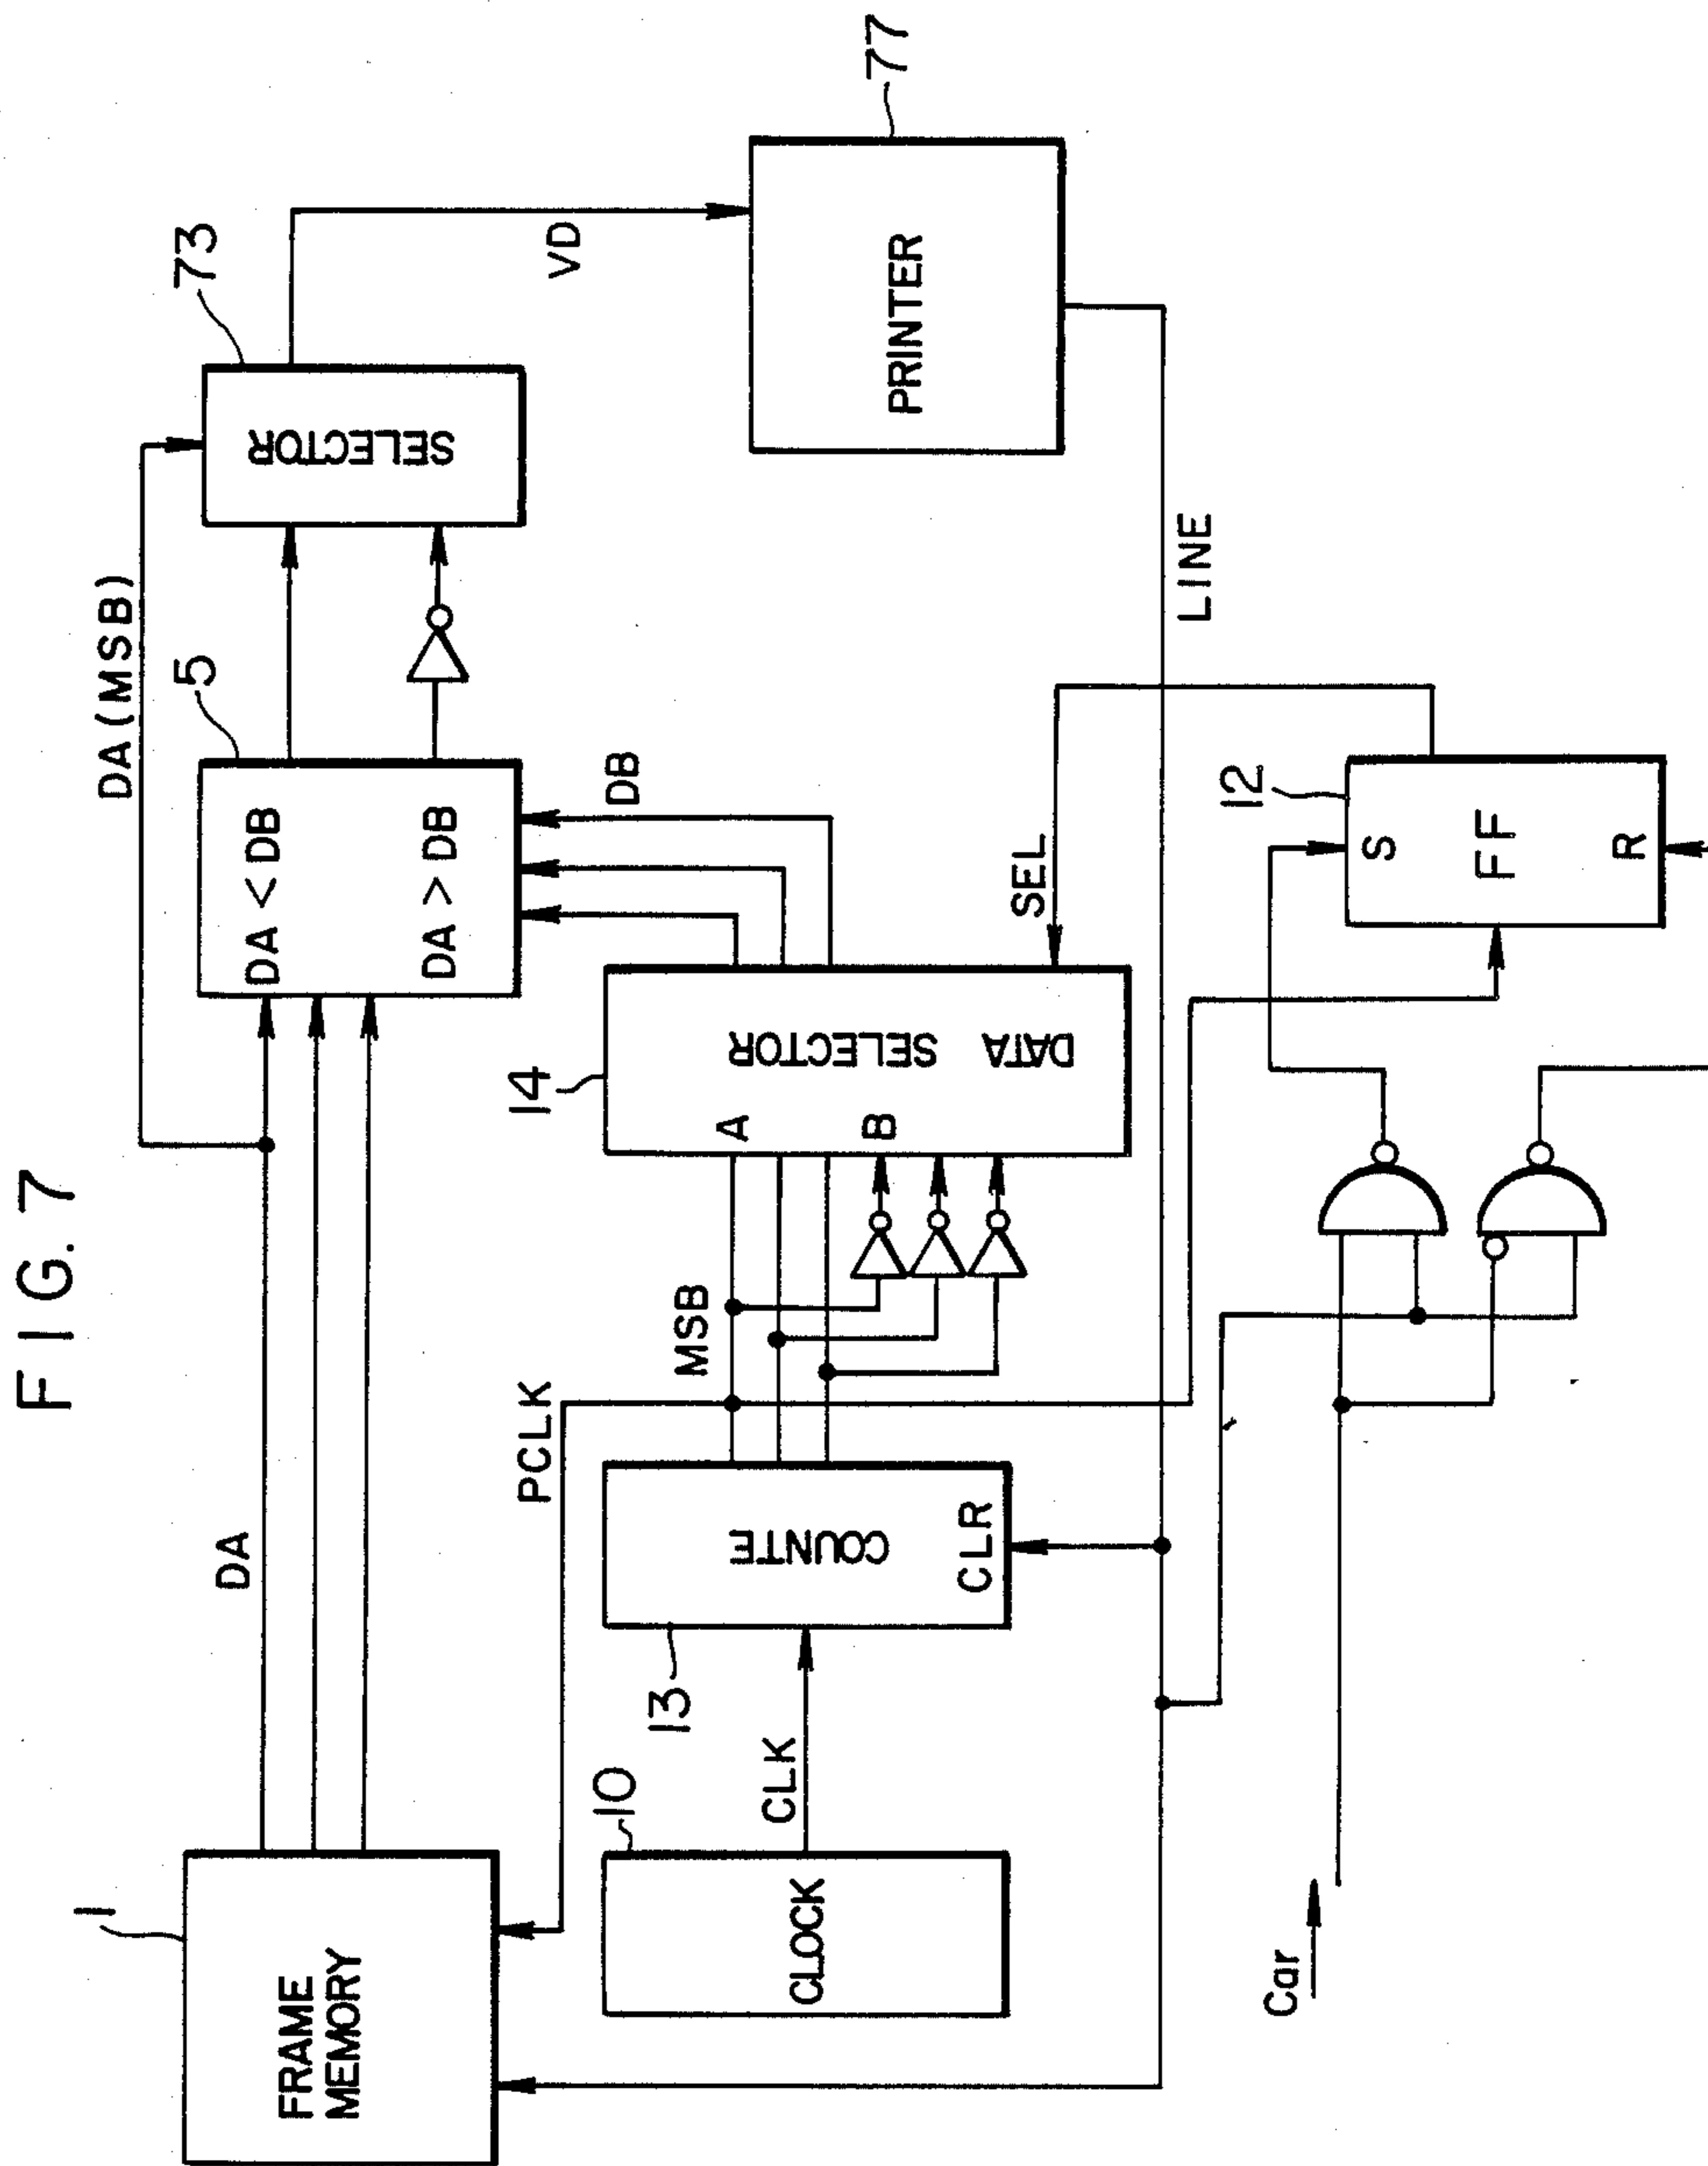 FIG. 7
1
FRAME
MEMORY
DA
DA(MSB)
5
DA < DB
DA > DB
73
SELECTOR
VD
77
PRINTER
PCLK
MSB
14
A
B
DATA
SELECTOR
DB
SEL
10
CLOCK
CLK
13
COUNTE
CLR
LINE
12
S
FF
R
Car